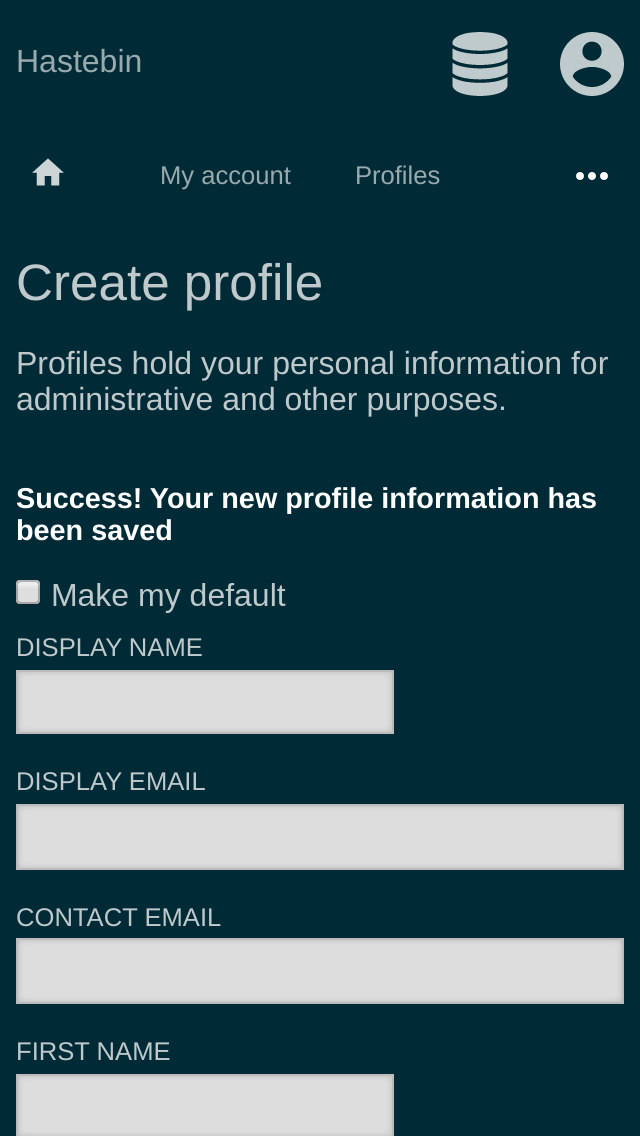 Hastebin
My account Profiles
Create profile
Profiles hold your personal information for
administrative and other purposes.
Success! Your new profile information has
been saved
Make my default
DISPLAY NAME
DISPLAY EMAIL
CONTACT EMAIL
FIRST NAME